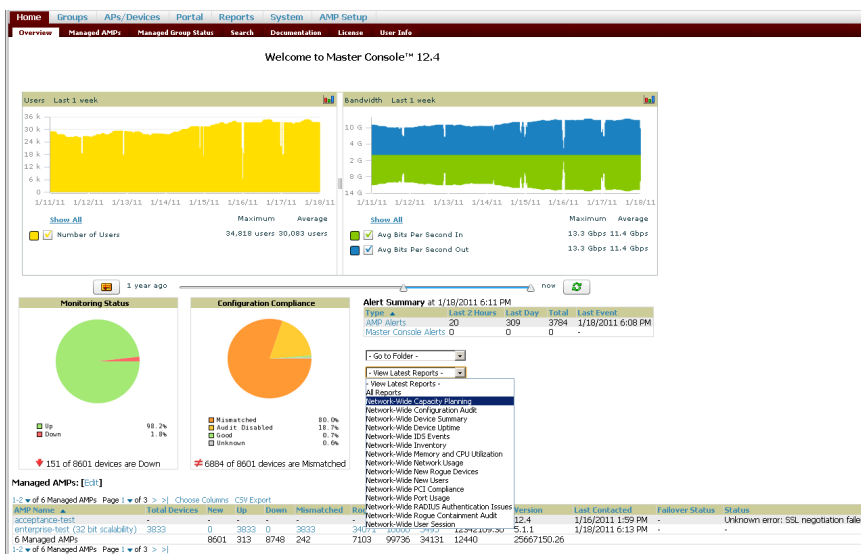 Home Groups APs/Devices Portal Reports System AMP Setup
Overview Managed AMPs Managed Group Status Search Documentation License User Info
Welcome to Master Console™ 12.4
Users Last 1 week
36 k
30 k
24 k
18 k
12 k
6 k
0
1/11/11 1/12/11 1/13/11 1/14/11 1/15/11 1/16/11 1/17/11 1/18/11
Show All Maximum Average
Number of Users 34,818 users 30,083 users
Bandwidth Last 1 week
10 G
4 G
2 G
8 G
14 G
1/11/11 1/12/11 1/13/11 1/14/11 1/15/11 1/16/11 1/17/11 1/18/11
Show All Maximum Average
Avg Bits Per Second In 13.3 Gbps 11.4 Gbps
Avg Bits Per Second Out 13.3 Gbps 11.4 Gbps
1 year ago now
Monitoring Status
Up 98.2%
Down 1.8%
151 of 8601 devices are Down
Configuration Compliance
Mismatched 80.0%
Audit Disabled 18.7%
Good 0.7%
Unknown 0.6%
6884 of 8601 devices are Mismatched
Alert Summary at 1/18/2011 6:11 PM
Type Last 2 Hours Last Day Total Last Event
AMP Alerts 20 309 3784 1/18/2011 6:08 PM
Master Console Alerts 0 0 0 -
- Go to Folder -
- View Latest Reports -
- View Latest Reports -
All Reports
Network-Wide Capacity Planning
Network-Wide Configuration Audit
Network-Wide Device Summary
Network-Wide Device Uptime
Network-Wide IDS Events
Network-Wide Inventory
Network-Wide Memory and CPU Utilization
Network-Wide Network Usage
Network-Wide New Rogue Devices
Network-Wide New Users
Network-Wide PCI Compliance
Network-Wide Port Usage
Network-Wide RADIUS Authentication Issues
Network-Wide Rogue Containment Audit
Network-Wide User Session
Managed AMPs: [Edit]
1-2 of 6 Managed AMPs Page 1 of 3 > >| Choose Columns CSV Export
AMP Name Total Devices New Up Down Mismatched Version Last Contacted Failover Status Status
acceptance-test - - - - - 12.4 1/16/2011 1:59 PM - Unknown error: SSL negotiation faile
enterprise-test (32 bit scalability) 3833 0 3833 0 3833 5.1.1 1/18/2011 6:13 PM - -
6 Managed AMPs 8601 313 8748 242 7103 99736 34131 12440 25667150.26
1-2 of 6 Managed AMPs Page 1 of 3 > >|